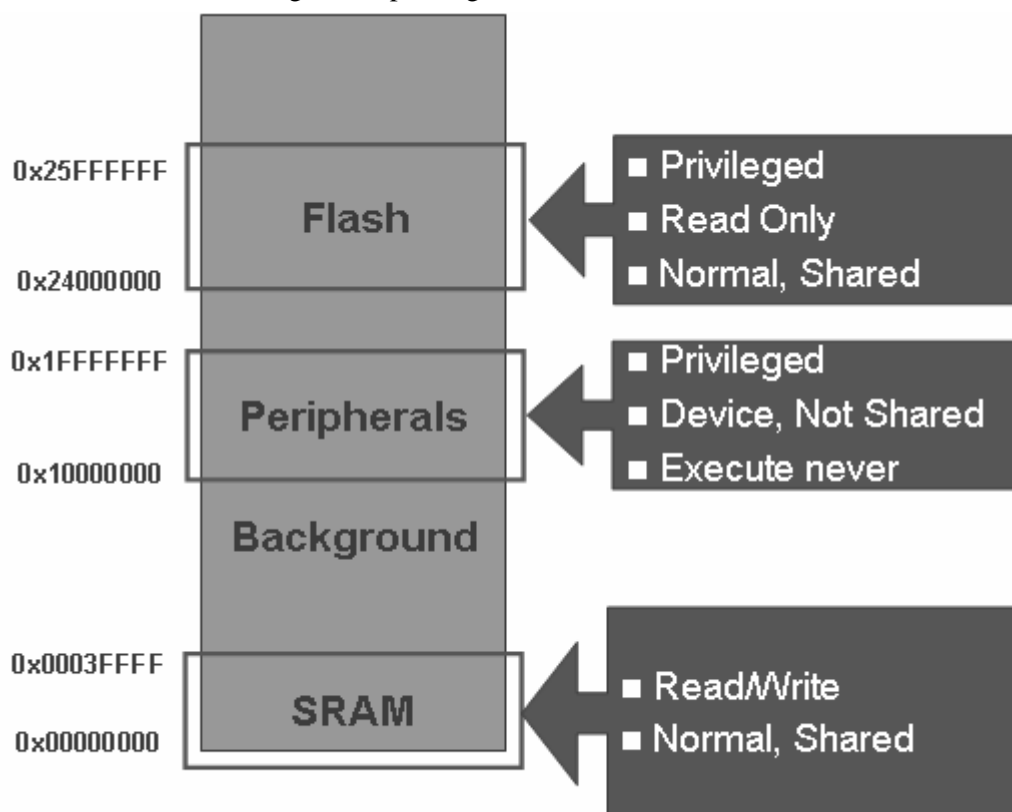 0x25FFFFFF
Flash
0x24000000
■ Privileged
■ Read Only
■ Normal, Shared
0x1FFFFFFF
Peripherals
0x10000000
■ Privileged
■ Device, Not Shared
■ Execute never
Background
0x0003FFFF
SRAM
0x00000000
■ Read/Write
■ Normal, Shared